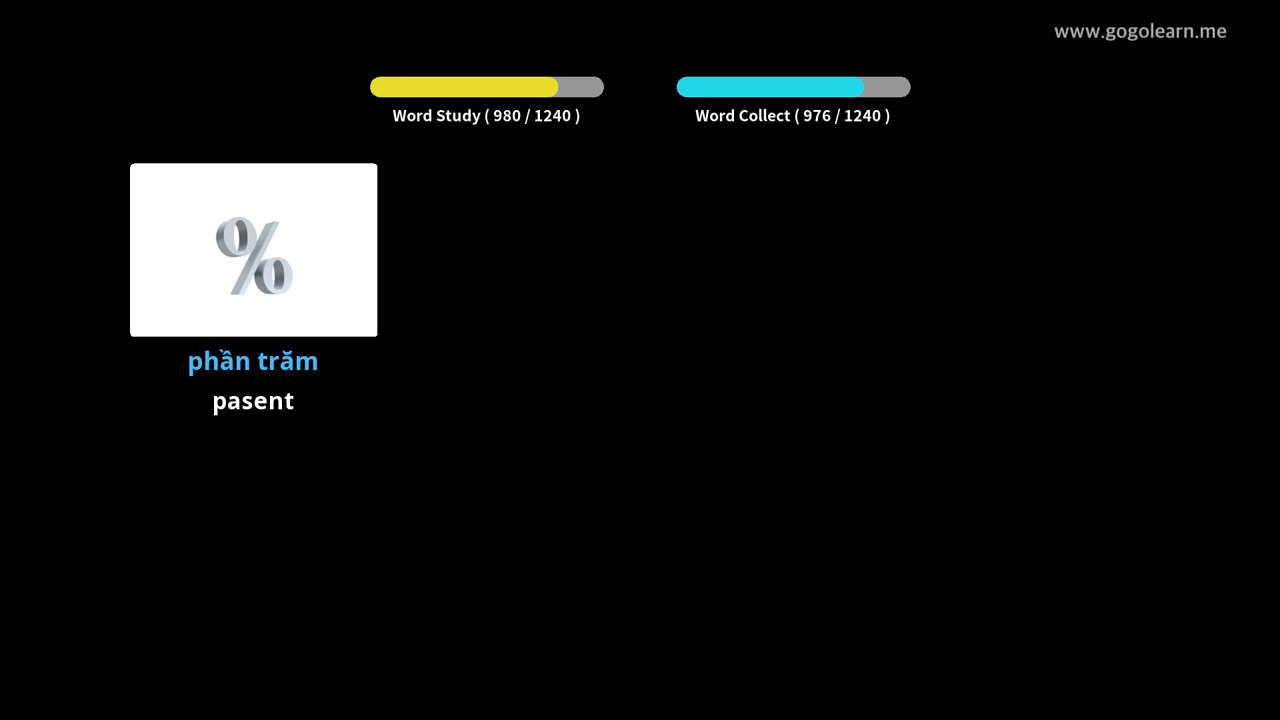 www.gogolearn.me
Word Study ( 980 / 1240 )
Word Collect ( 976 / 1240 )
%
phần trăm
pasent